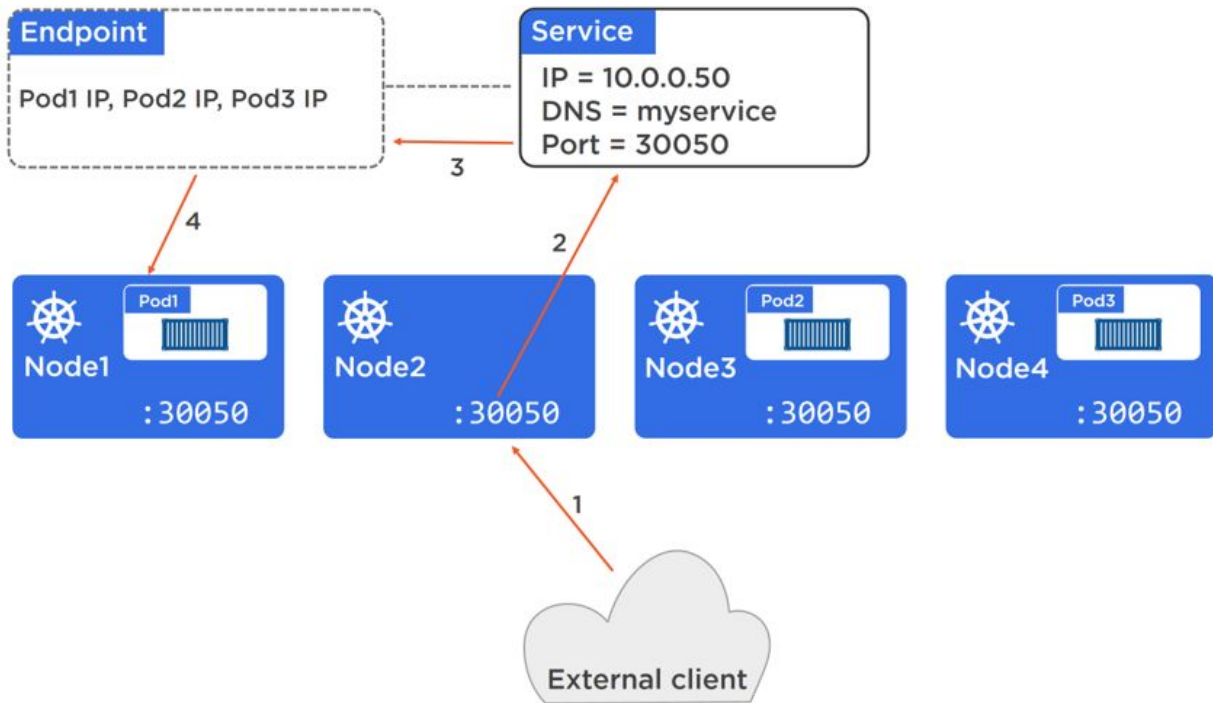 Endpoint
Pod1 IP, Pod2 IP, Pod3 IP
Service
IP = 10.0.0.50
DNS = myservice
Port = 30050
3
4
2
Pod1
Node1
:30050
Node2
:30050
Pod2
Node3
:30050
Pod3
Node4
:30050
1
External client